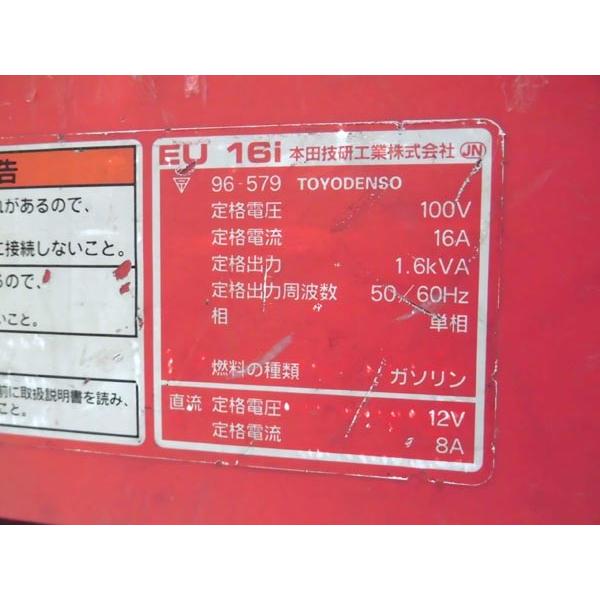 告
れがあるので、
に接続しないこと。
るので、
いこと。
前に取扱説明書を読み、
こと。
EU 16i 本田技研工業株式会社 JN
96-579 TOYODENSO
定格電圧 100V
定格電流 16A
定格出力 1.6kVA
定格出力周波数 50/60Hz
相 単相
燃料の種類 ガソリン
直流 定格電圧 12V
定格電流 8A